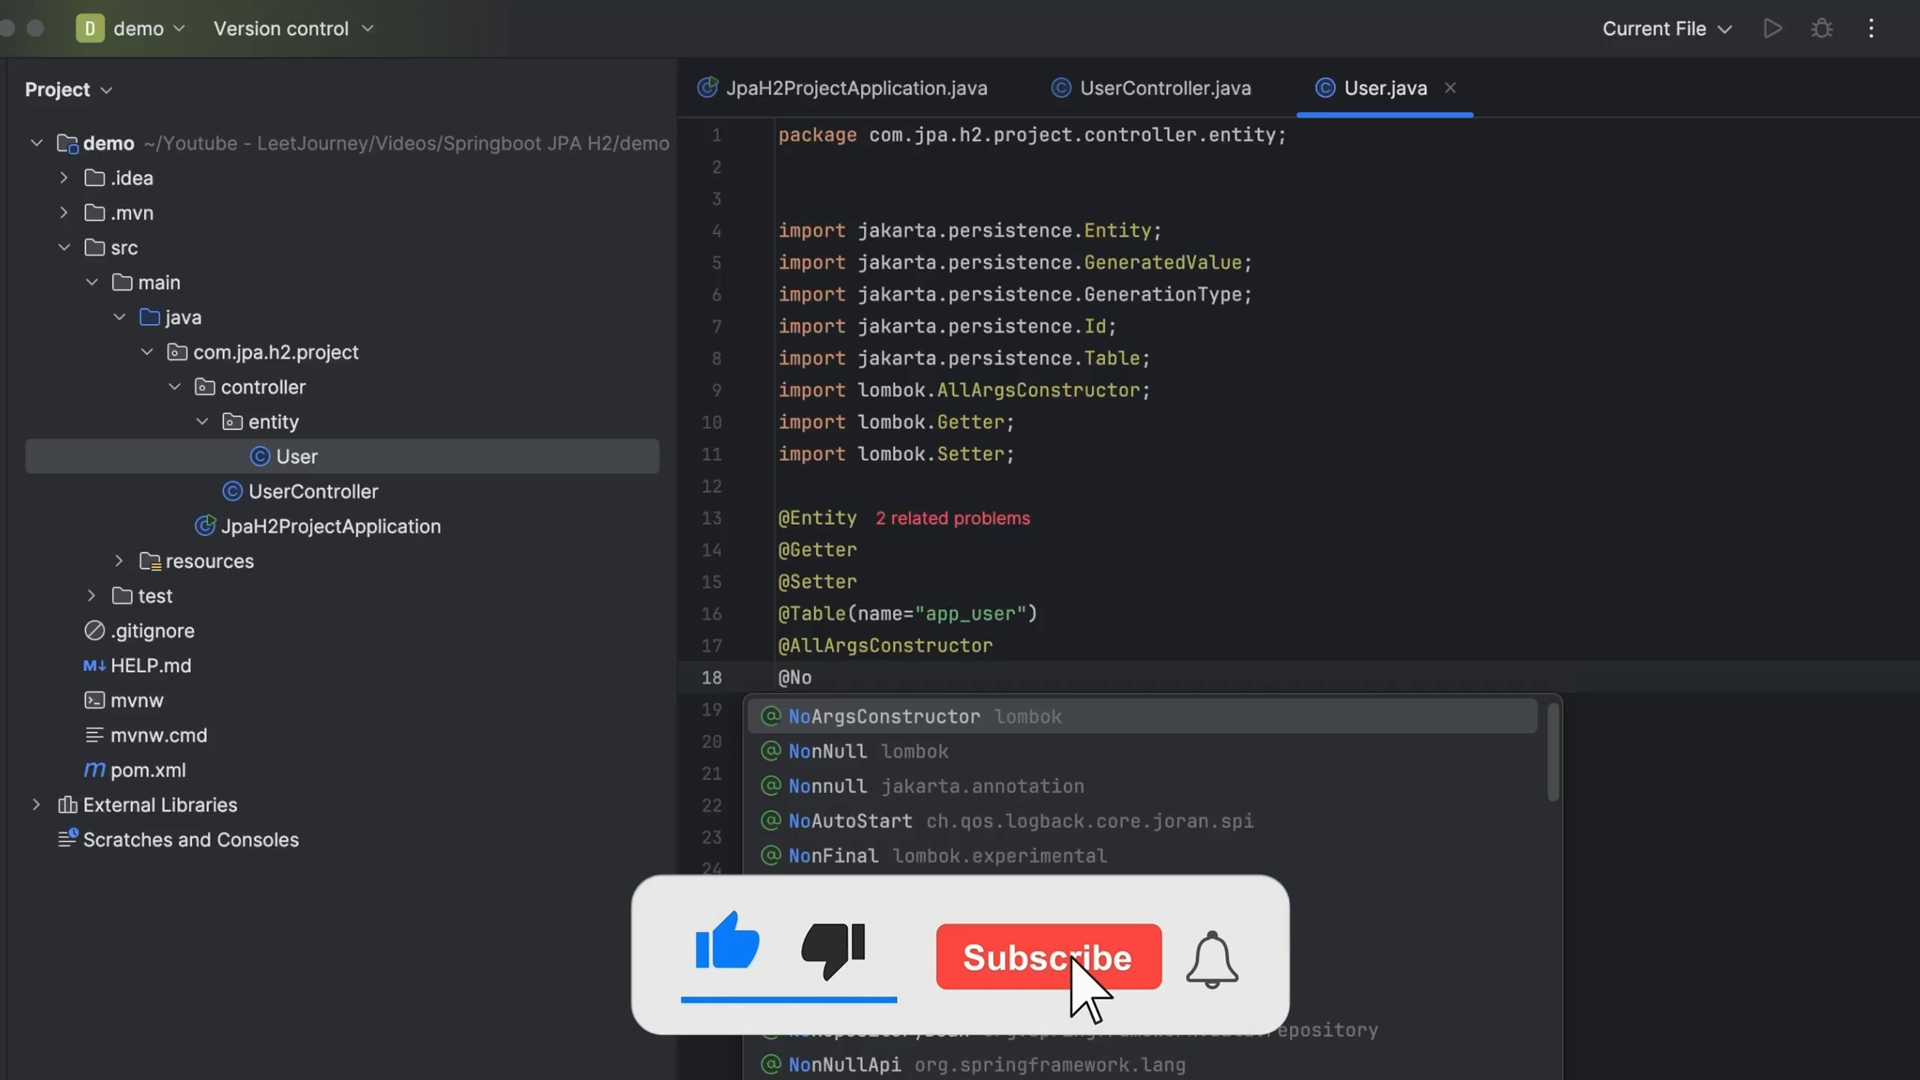 D demo
Version control
Current File
Project
demo ~/Youtube - LeetJourney/Videos/Springboot JPA H2/demo
.idea
.mvn
src
main
java
com.jpa.h2.project
controller
entity
User
UserController
JpaH2ProjectApplication
resources
test
.gitignore
M↓ HELP.md
mvnw
mvnw.cmd
m pom.xml
External Libraries
Scratches and Consoles
JpaH2ProjectApplication.java
UserController.java
User.java
1 package com.jpa.h2.project.controller.entity;
2
3
4 import jakarta.persistence.Entity;
5 import jakarta.persistence.GeneratedValue;
6 import jakarta.persistence.GenerationType;
7 import jakarta.persistence.Id;
8 import jakarta.persistence.Table;
9 import lombok.AllArgsConstructor;
10 import lombok.Getter;
11 import lombok.Setter;
12
13 @Entity 2 related problems
14 @Getter
15 @Setter
16 @Table(name="app_user")
17 @AllArgsConstructor
18 @No
19
20
21
22
23
24
NoArgsConstructor lombok
NonNull lombok
Nonnull jakarta.annotation
NoAutoStart ch.qos.logback.core.joran.spi
NonFinal lombok.experimental
Subscribe
repository
NonNullApi org.springframework.lang